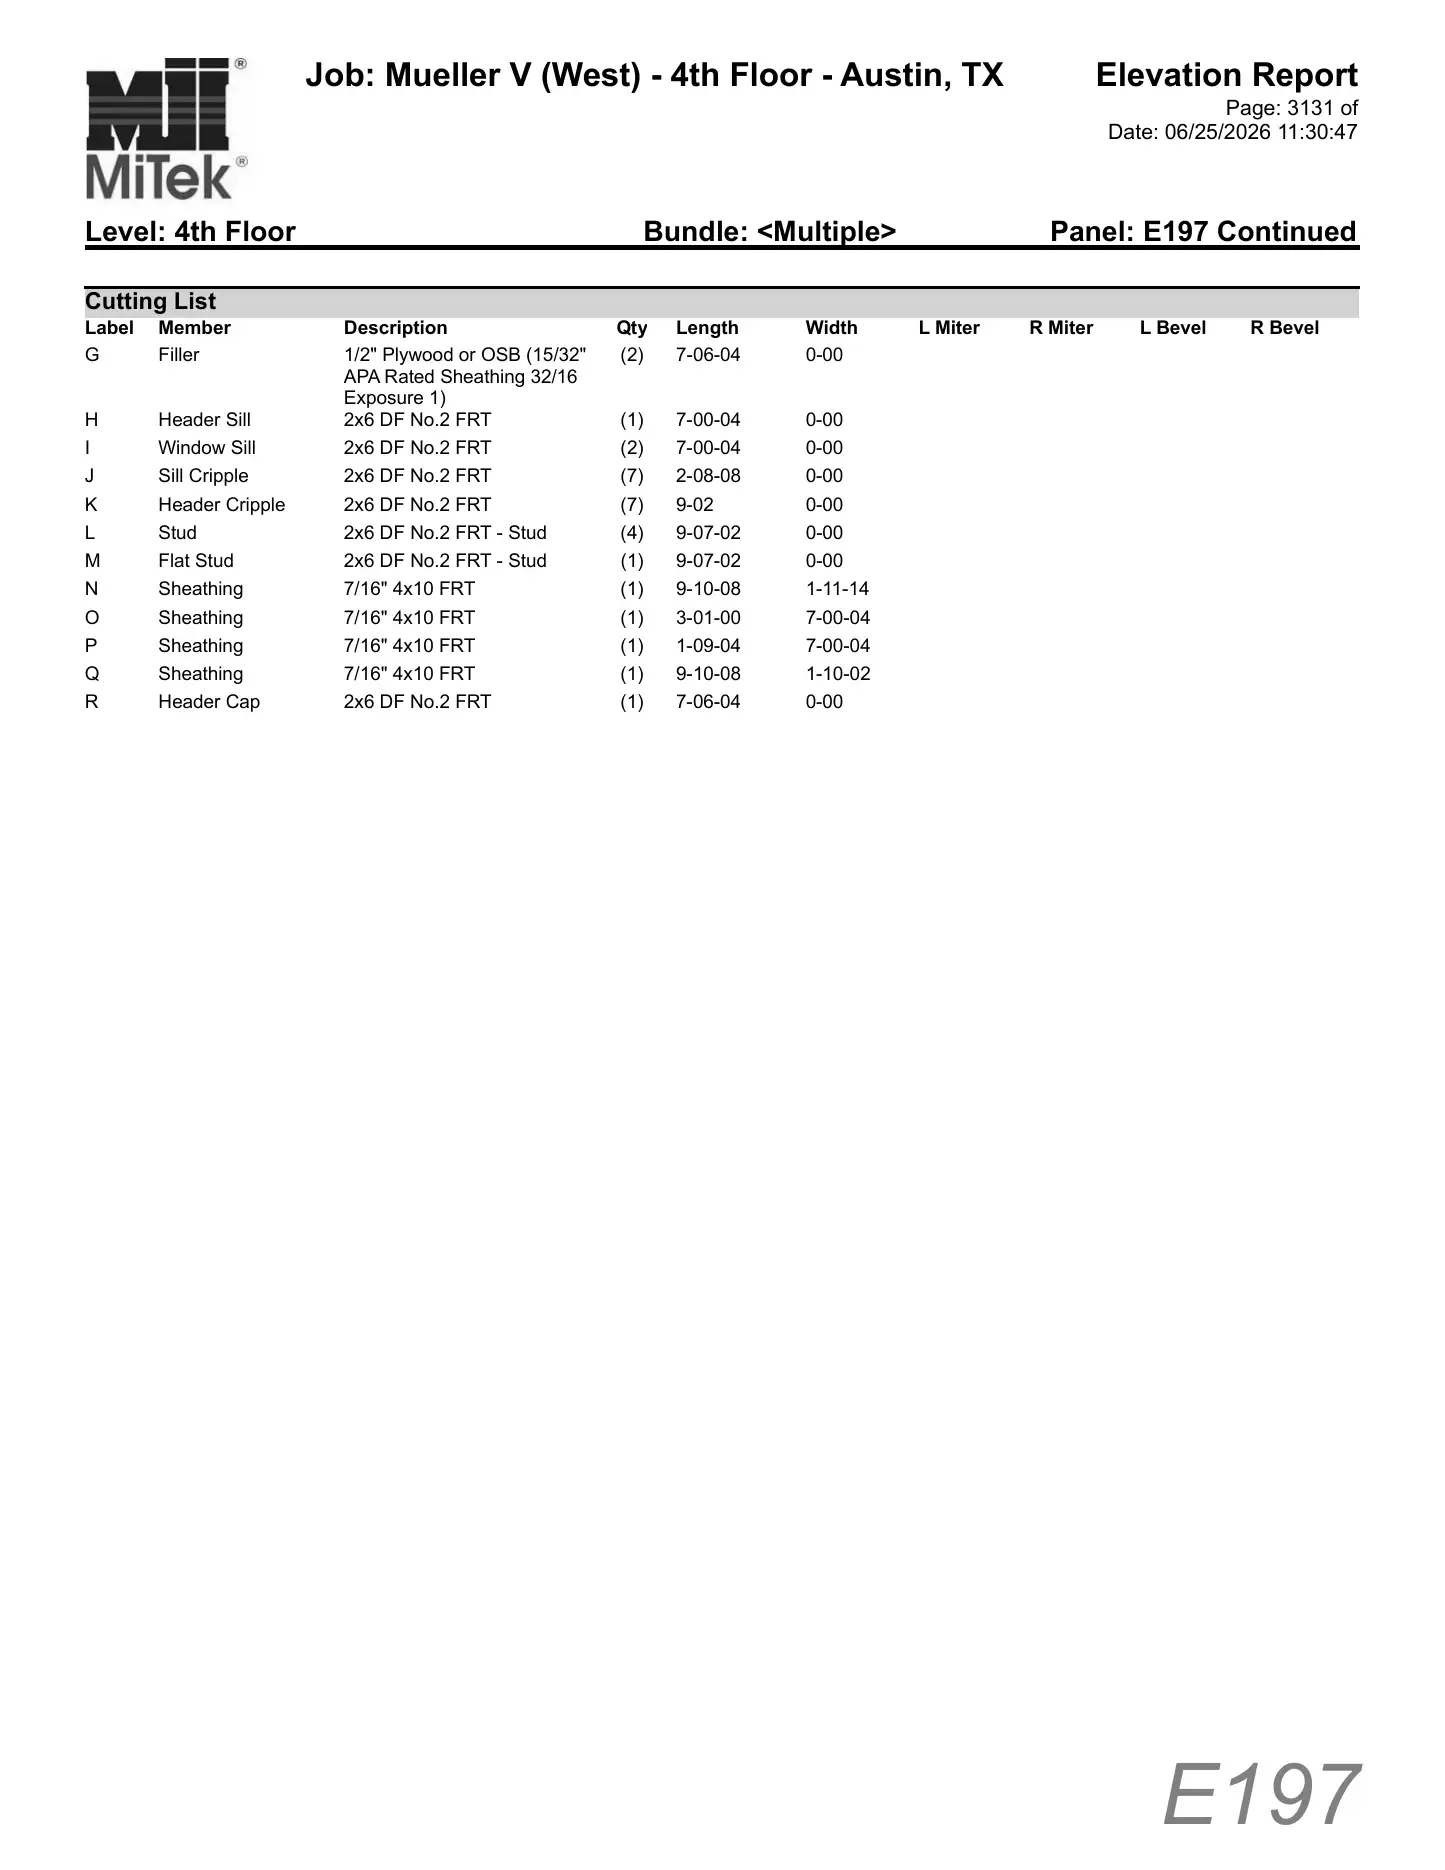 MiTek®
Job: Mueller V (West) - 4th Floor - Austin, TX
Elevation Report
Page: 3131 of
Date: 06/25/2026 11:30:47
Level: 4th Floor Bundle: <Multiple> Panel: E197 Continued
Cutting List
Label Member Description Qty Length Width L Miter R Miter L Bevel R Bevel
G Filler 1/2" Plywood or OSB (15/32" (2) 7-06-04 0-00
APA Rated Sheathing 32/16
Exposure 1)
H Header Sill 2x6 DF No.2 FRT (1) 7-00-04 0-00
I Window Sill 2x6 DF No.2 FRT (2) 7-00-04 0-00
J Sill Cripple 2x6 DF No.2 FRT (7) 2-08-08 0-00
K Header Cripple 2x6 DF No.2 FRT (7) 9-02 0-00
L Stud 2x6 DF No.2 FRT - Stud (4) 9-07-02 0-00
M Flat Stud 2x6 DF No.2 FRT - Stud (1) 9-07-02 0-00
N Sheathing 7/16" 4x10 FRT (1) 9-10-08 1-11-14
O Sheathing 7/16" 4x10 FRT (1) 3-01-00 7-00-04
P Sheathing 7/16" 4x10 FRT (1) 1-09-04 7-00-04
Q Sheathing 7/16" 4x10 FRT (1) 9-10-08 1-10-02
R Header Cap 2x6 DF No.2 FRT (1) 7-06-04 0-00
E197